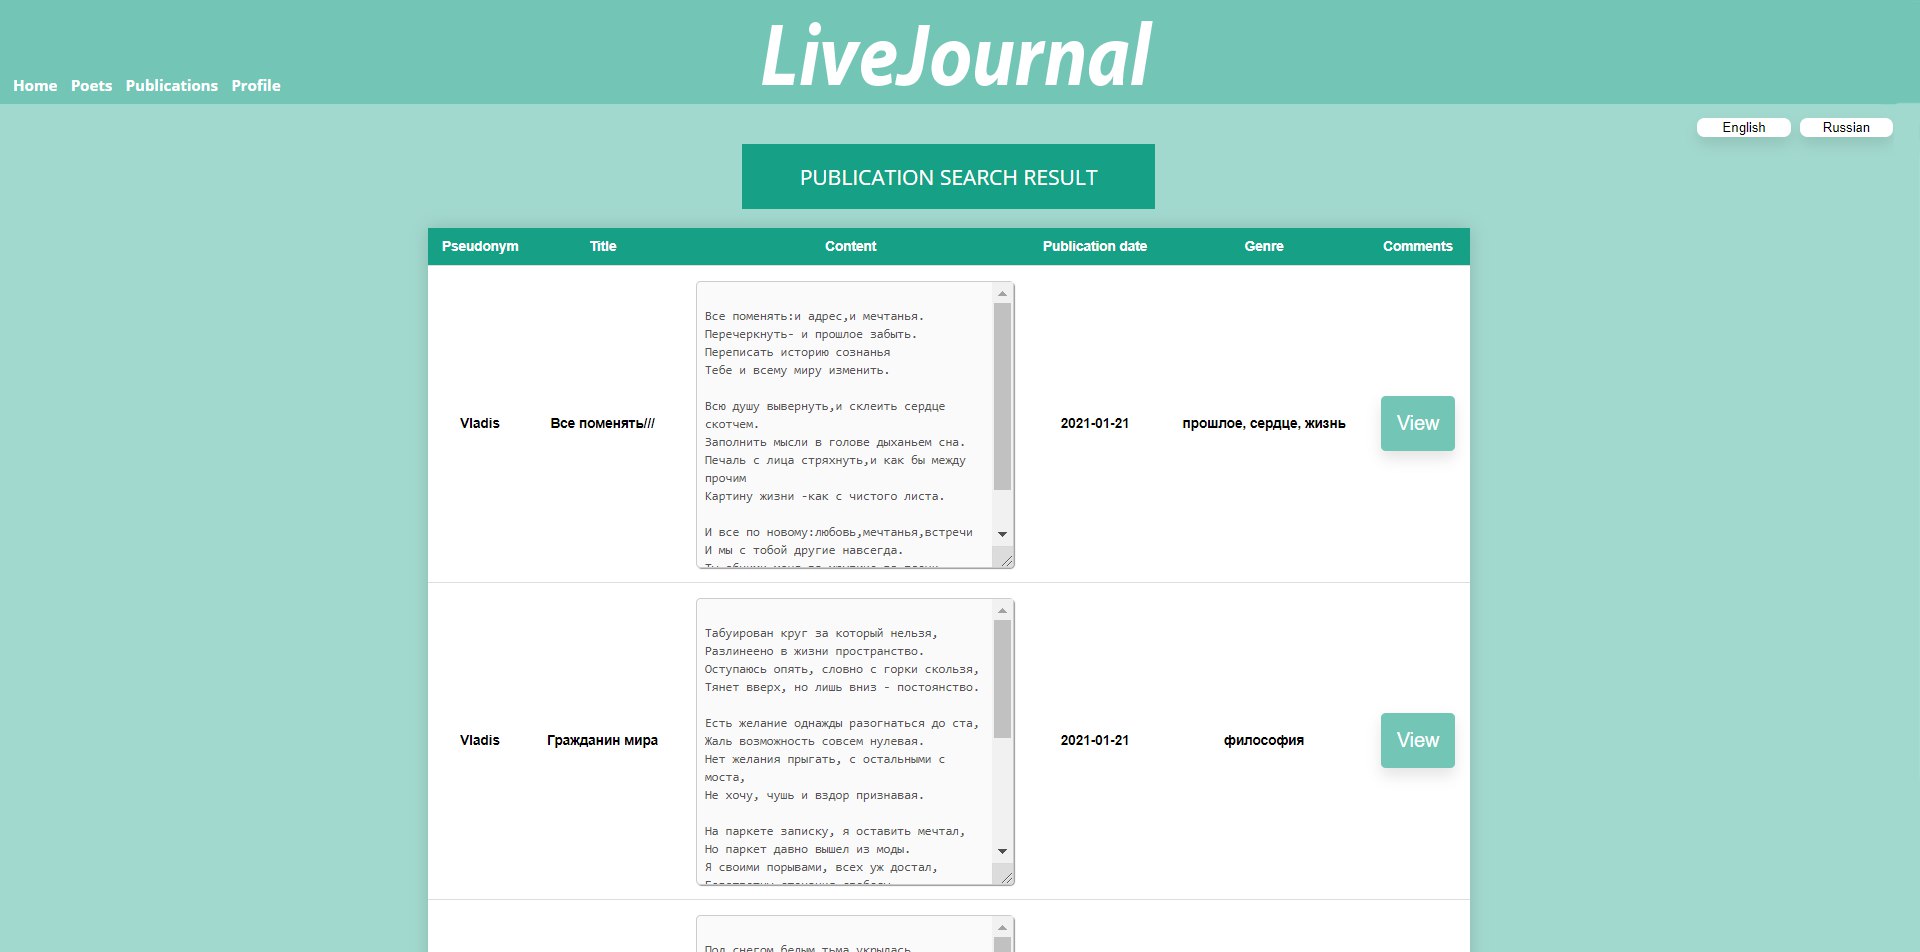 LiveJournal
Home Poets Publications Profile
English Russian
PUBLICATION SEARCH RESULT
Pseudonym Title Content Publication date Genre Comments
Все поменять:и адрес,и мечтанья.
Перечеркнуть- и прошлое забыть.
Переписать историю сознанья
Тебе и всему миру изменить.
Всю душу вывернуть,и склеить сердце
скотчем.
Vladis Все поменять/// 2021-01-21 прошлое, сердце, жизнь View
Заполнить мысли в голове дыханьем сна.
Печаль с лица стряхнуть,и как бы между
прочим
Картину жизни -как с чистого листа.
И все по новому:любовь,мечтанья,встречи
И мы с тобой другие навсегда.
Табуирован круг за который нельзя,
Разлинеено в жизни пространство.
Оступаюсь опять, словно с горки скользя,
Тянет вверх, но лишь вниз - постоянство.
Есть желание однажды разогнаться до ста,
Vladis Гражданин мира 2021-01-21 философия View
Жаль возможность совсем нулевая.
Нет желания прыгать, с остальными с
моста,
Не хочу, чушь и вздор признавая.
На паркете записку, я оставить мечтал,
Но паркет давно вышел из моды.
Я своими порывами, всех уж достал,
Под снегом белым тьма укрылась